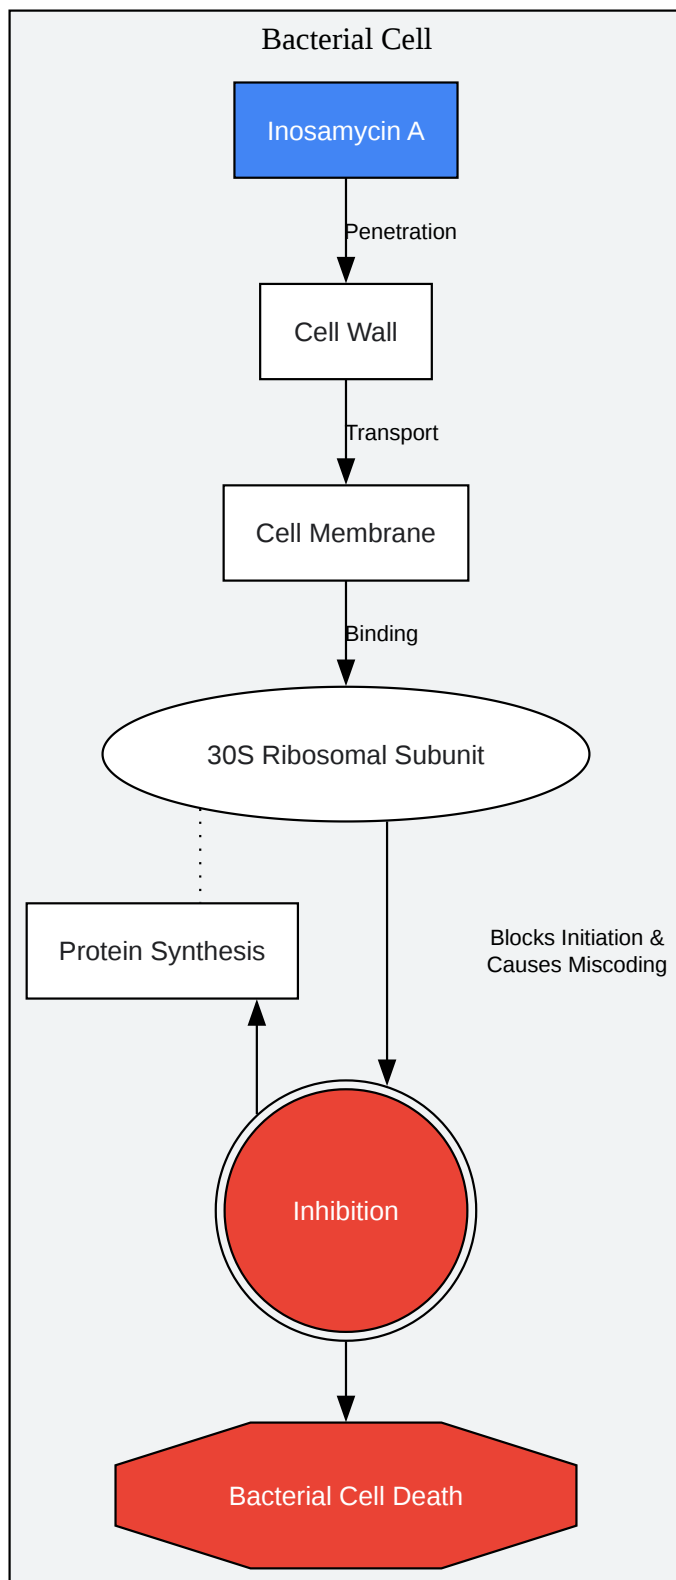 Bacterial Cell
Inosamycin A
Penetration
Cell Wall
Transport
Cell Membrane
Binding
30S Ribosomal Subunit
Protein Synthesis
Blocks Initiation &
Causes Miscoding
Inhibition
Bacterial Cell Death